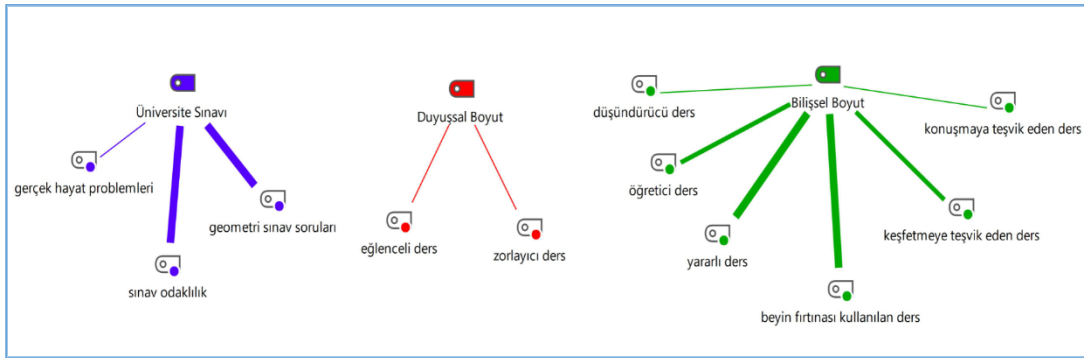 Üniversite Sınavı
gerçek hayat problemleri
geometri sınav soruları
sınav odaklılık
Duyuşsal Boyut
eğlenceli ders
zorlayıcı ders
Bilişsel Boyut
düşündürücü ders
konuşmaya teşvik eden ders
öğretici ders
keşfetmeye teşvik eden ders
yararlı ders
beyin fırtınası kullanılan ders